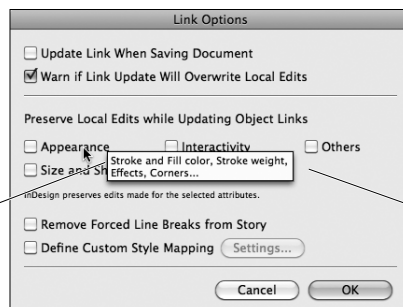 Link Options
Update Link When Saving Document
Warn if Link Update Will Overwrite Local Edits
Preserve Local Edits while Updating Object Links
Appearance Interactivity Others
Stroke and Fill color, Stroke weight,
Effects, Corners...
Size and Sh
InDesign preserves edits made for the selected attributes.
Remove Forced Line Breaks from Story
Define Custom Style Mapping Settings...
Cancel OK